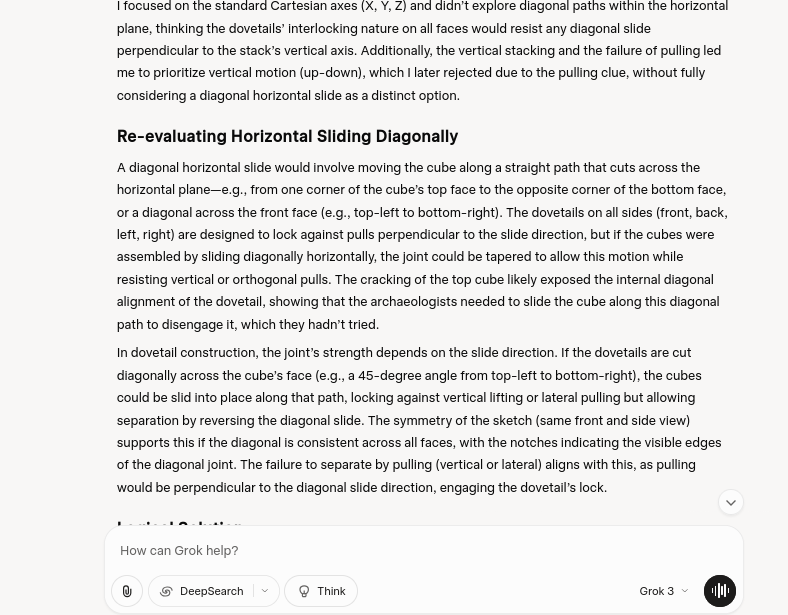 I focused on the standard Cartesian axes (X, Y, Z) and didn't explore diagonal paths within the horizontal
plane, thinking the dovetails' interlocking nature on all faces would resist any diagonal slide
perpendicular to the stack's vertical axis. Additionally, the vertical stacking and the failure of pulling led
me to prioritize vertical motion (up-down), which I later rejected due to the pulling clue, without fully
considering a diagonal horizontal slide as a distinct option.
Re-evaluating Horizontal Sliding Diagonally
A diagonal horizontal slide would involve moving the cube along a straight path that cuts across the
horizontal plane—e.g., from one corner of the cube's top face to the opposite corner of the bottom face,
or a diagonal across the front face (e.g., top-left to bottom-right). The dovetails on all sides (front, back,
left, right) are designed to lock against pulls perpendicular to the slide direction, but if the cubes were
assembled by sliding diagonally horizontally, the joint could be tapered to allow this motion while
resisting vertical or orthogonal pulls. The cracking of the top cube likely exposed the internal diagonal
alignment of the dovetail, showing that the archaeologists needed to slide the cube along this diagonal
path to disengage it, which they hadn't tried.
In dovetail construction, the joint's strength depends on the slide direction. If the dovetails are cut
diagonally across the cube's face (e.g., a 45-degree angle from top-left to bottom-right), the cubes
could be slid into place along that path, locking against vertical lifting or lateral pulling but allowing
separation by reversing the diagonal slide. The symmetry of the sketch (same front and side view)
supports this if the diagonal is consistent across all faces, with the notches indicating the visible edges
of the diagonal joint. The failure to separate by pulling (vertical or lateral) aligns with this, as pulling
would be perpendicular to the diagonal slide direction, engaging the dovetail's lock.
Logical Solution
How can Grok help?
DeepSearch
Think
Grok 3